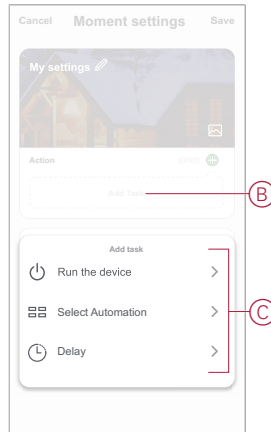 Cancel Moment settings Save
My settings
Action
Add Task
B
Add task
Run the device
Select Automation
C
Delay